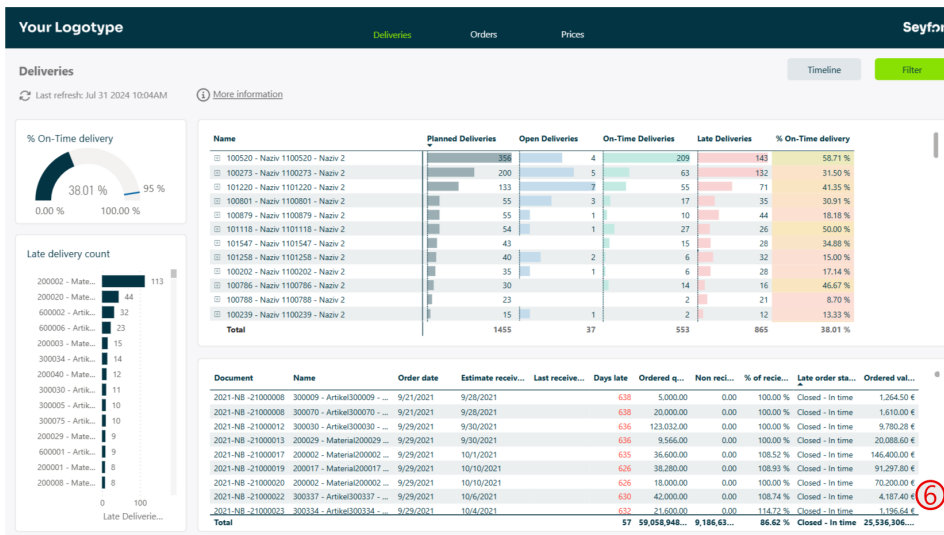 Your Logotype
Deliveries Orders Prices
Seyfor
Deliveries
Timeline Filter
Last refresh: Jul 31 2024 10:04AM More information
% On-Time delivery
38.01 % 95 %
0.00 % 100.00 %
Late delivery count
200002 - Mate... 113
200020 - Mate... 44
600002 - Artik... 32
600006 - Artik... 23
200003 - Mate... 15
300034 - Artik... 14
200040 - Mate... 12
300030 - Artik... 11
300005 - Artik... 10
300075 - Artik... 10
200029 - Mate... 9
600001 - Artik... 9
200001 - Mate... 8
200008 - Mate... 8
0 100
Late Deliverie...
Name Planned Deliveries Open Deliveries On-Time Deliveries Late Deliveries % On-Time delivery
100520 - Naziv 1100520 - Naziv 2 356 4 209 143 58.71 %
100273 - Naziv 1100273 - Naziv 2 200 5 63 132 31.50 %
101220 - Naziv 1101220 - Naziv 2 133 7 55 71 41.35 %
100801 - Naziv 1100801 - Naziv 2 55 3 17 35 30.91 %
100879 - Naziv 1100879 - Naziv 2 55 1 10 44 18.18 %
101118 - Naziv 1101118 - Naziv 2 54 1 27 26 50.00 %
101547 - Naziv 1101547 - Naziv 2 43 15 28 34.88 %
101258 - Naziv 1101258 - Naziv 2 40 2 6 32 15.00 %
100202 - Naziv 1100202 - Naziv 2 35 1 6 28 17.14 %
100786 - Naziv 1100786 - Naziv 2 30 14 16 46.67 %
100788 - Naziv 1100788 - Naziv 2 23 2 21 8.70 %
100239 - Naziv 1100239 - Naziv 2 15 1 2 12 13.33 %
Total 1455 37 553 865 38.01 %
Document Name Order date Estimate receiv... Last receive... Days late Ordered q... Non reci... % of recie... Late order sta... Ordered val...
2021-NB -21000008 300009 - Artikel300009 - ... 9/21/2021 9/28/2021 638 5,000.00 0.00 100.00 % Closed - In time 1,264.50 €
2021-NB -21000008 300070 - Artikel300070 - ... 9/21/2021 9/28/2021 638 20,000.00 0.00 100.00 % Closed - In time 1,610.00 €
2021-NB -21000012 300030 - Artikel300030 - ... 9/29/2021 9/30/2021 636 123,032.00 0.00 100.00 % Closed - In time 9,780.28 €
2021-NB -21000013 200029 - Material200029 ... 9/29/2021 9/30/2021 636 9,566.00 0.00 100.00 % Closed - In time 20,088.60 €
2021-NB -21000017 200002 - Material200002 ... 9/29/2021 10/1/2021 635 36,600.00 0.00 108.52 % Closed - In time 146,400.00 €
2021-NB -21000019 200017 - Material200017 ... 9/29/2021 10/10/2021 626 38,280.00 0.00 108.93 % Closed - In time 91,297.80 €
2021-NB -21000020 200002 - Material200002 ... 9/29/2021 10/10/2021 626 18,000.00 0.00 100.00 % Closed - In time 70,200.00 €
2021-NB -21000022 300337 - Artikel300337 - ... 9/29/2021 10/6/2021 630 42,000.00 0.00 108.74 % Closed - In time 4,187.40 €
2021-NB -21000023 300334 - Artikel300334 - ... 9/29/2021 10/4/2021 632 21,600.00 0.00 114.72 % Closed - In time 1,196.64 €
Total 57 59,058,948... 9,186,63... 86.62 % Closed - In time 25,536,306....
6